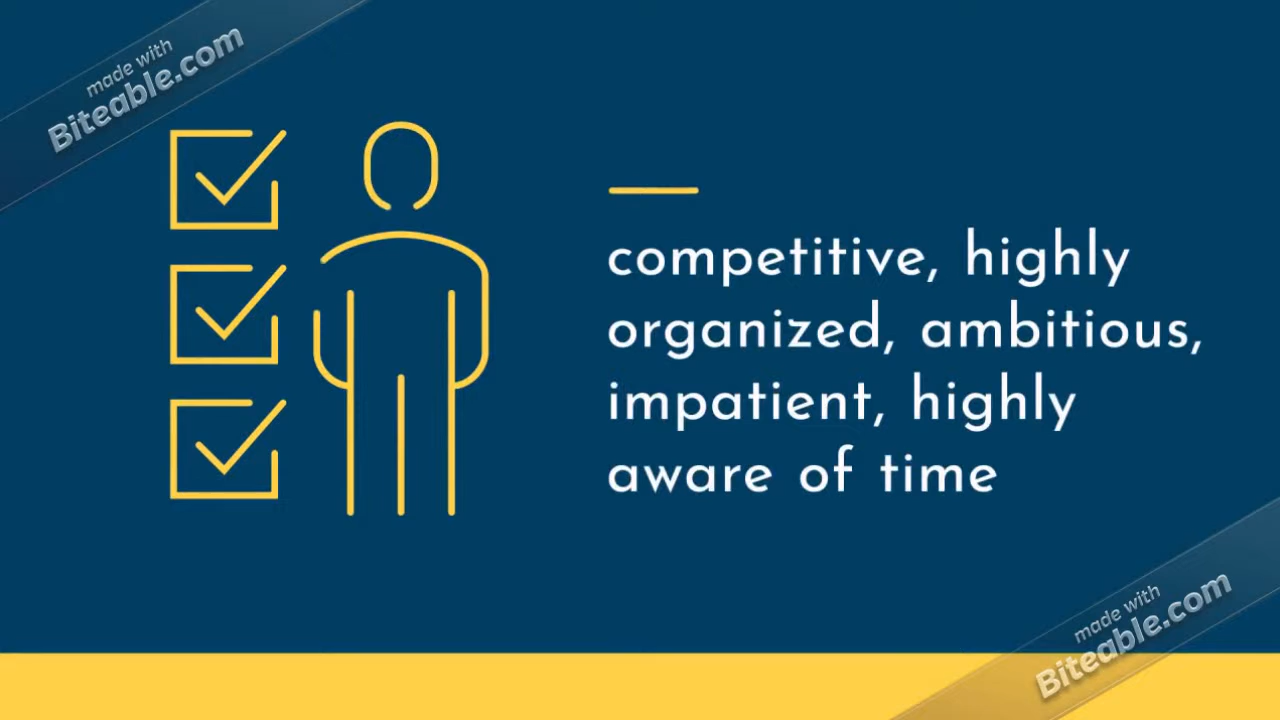 made with
Biteable.com
competitive, highly
organized, ambitious,
impatient, highly
aware of time
made with
Biteable.com